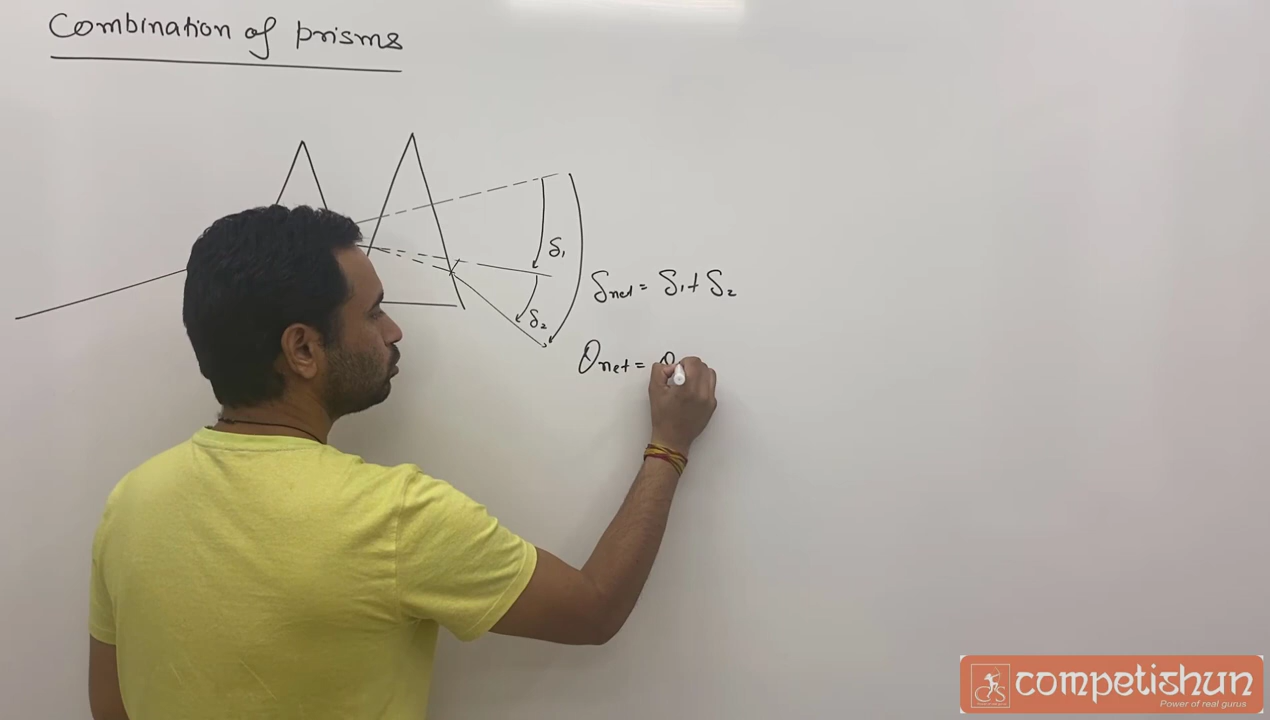 Combination of prisms
δ₁
δnet = δ₁ + δ₂
δ₂
θnet = θ
competishun
Power of real gurus